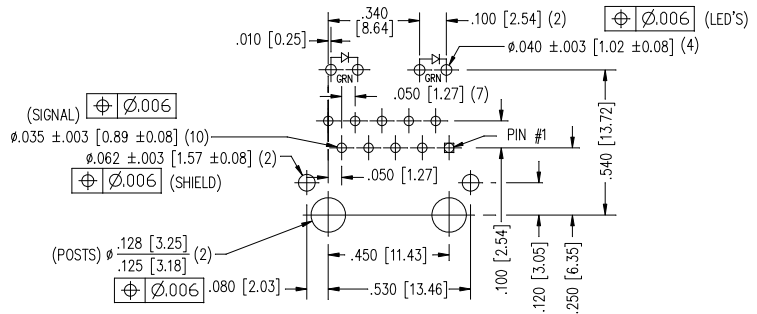 .340
[8.64]
.100 [2.54] (2)
⌖ Ø.006 (LED'S)
.010 [0.25]
ø.040 ±.003 [1.02 ±0.08] (4)
GRN
GRN
.050 [1.27] (7)
(SIGNAL) ⌖ Ø.006
ø.035 ±.003 [0.89 ±0.08] (10)
PIN #1
ø.062 ±.003 [1.57 ±0.08] (2)
⌖ Ø.006 (SHIELD)
.050 [1.27]
.540 [13.72]
.100 [2.54]
.120 [3.05]
.250 [6.35]
(POSTS) ø .128 [3.25] (2)
.125 [3.18]
.450 [11.43]
⌖ Ø.006
.080 [2.03]
.530 [13.46]